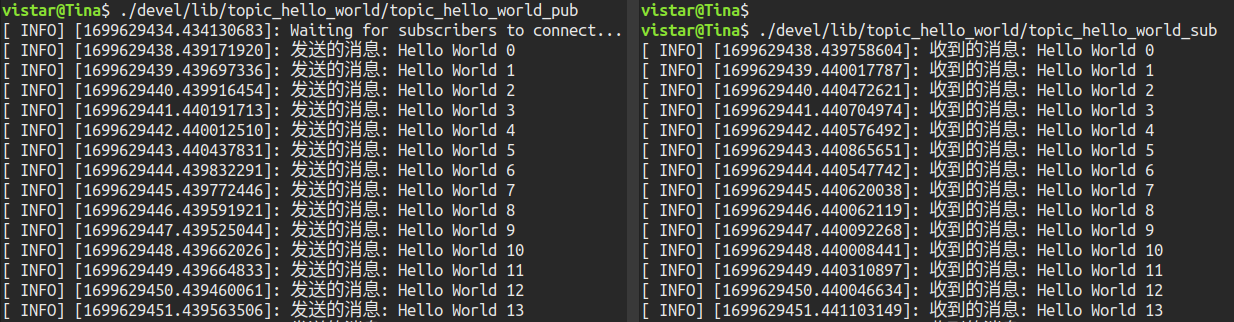 vistar@Tina$ ./devel/lib/topic_hello_world/topic_hello_world_pub
[ INFO] [1699629434.434130683]: Waiting for subscribers to connect...
[ INFO] [1699629438.439171920]: 发送的消息: Hello World 0
[ INFO] [1699629439.439697336]: 发送的消息: Hello World 1
[ INFO] [1699629440.439916454]: 发送的消息: Hello World 2
[ INFO] [1699629441.440191713]: 发送的消息: Hello World 3
[ INFO] [1699629442.440012510]: 发送的消息: Hello World 4
[ INFO] [1699629443.440437831]: 发送的消息: Hello World 5
[ INFO] [1699629444.439832291]: 发送的消息: Hello World 6
[ INFO] [1699629445.439772446]: 发送的消息: Hello World 7
[ INFO] [1699629446.439591921]: 发送的消息: Hello World 8
[ INFO] [1699629447.439525044]: 发送的消息: Hello World 9
[ INFO] [1699629448.439662026]: 发送的消息: Hello World 10
[ INFO] [1699629449.439664833]: 发送的消息: Hello World 11
[ INFO] [1699629450.439460061]: 发送的消息: Hello World 12
[ INFO] [1699629451.439563506]: 发送的消息: Hello World 13
vistar@Tina$
vistar@Tina$ ./devel/lib/topic_hello_world/topic_hello_world_sub
[ INFO] [1699629438.439758604]: 收到的消息: Hello World 0
[ INFO] [1699629439.440017787]: 收到的消息: Hello World 1
[ INFO] [1699629440.440472621]: 收到的消息: Hello World 2
[ INFO] [1699629441.440704974]: 收到的消息: Hello World 3
[ INFO] [1699629442.440576492]: 收到的消息: Hello World 4
[ INFO] [1699629443.440865651]: 收到的消息: Hello World 5
[ INFO] [1699629444.440547742]: 收到的消息: Hello World 6
[ INFO] [1699629445.440620038]: 收到的消息: Hello World 7
[ INFO] [1699629446.440062119]: 收到的消息: Hello World 8
[ INFO] [1699629447.440092268]: 收到的消息: Hello World 9
[ INFO] [1699629448.440008441]: 收到的消息: Hello World 10
[ INFO] [1699629449.440310897]: 收到的消息: Hello World 11
[ INFO] [1699629450.440046634]: 收到的消息: Hello World 12
[ INFO] [1699629451.441103149]: 收到的消息: Hello World 13